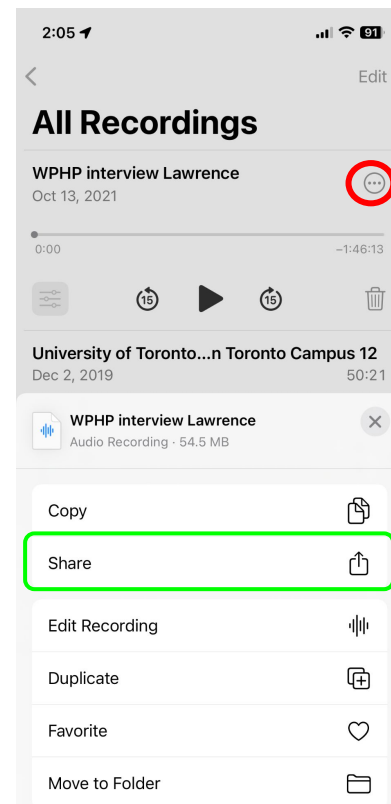 2:05
91
Edit
All Recordings
WPHP interview Lawrence
Oct 13, 2021
0:00 −1:46:13
15 15
University of Toronto...n Toronto Campus 12
Dec 2, 2019 50:21
WPHP interview Lawrence
Audio Recording · 54.5 MB
Copy
Share
Edit Recording
Duplicate
Favorite
Move to Folder